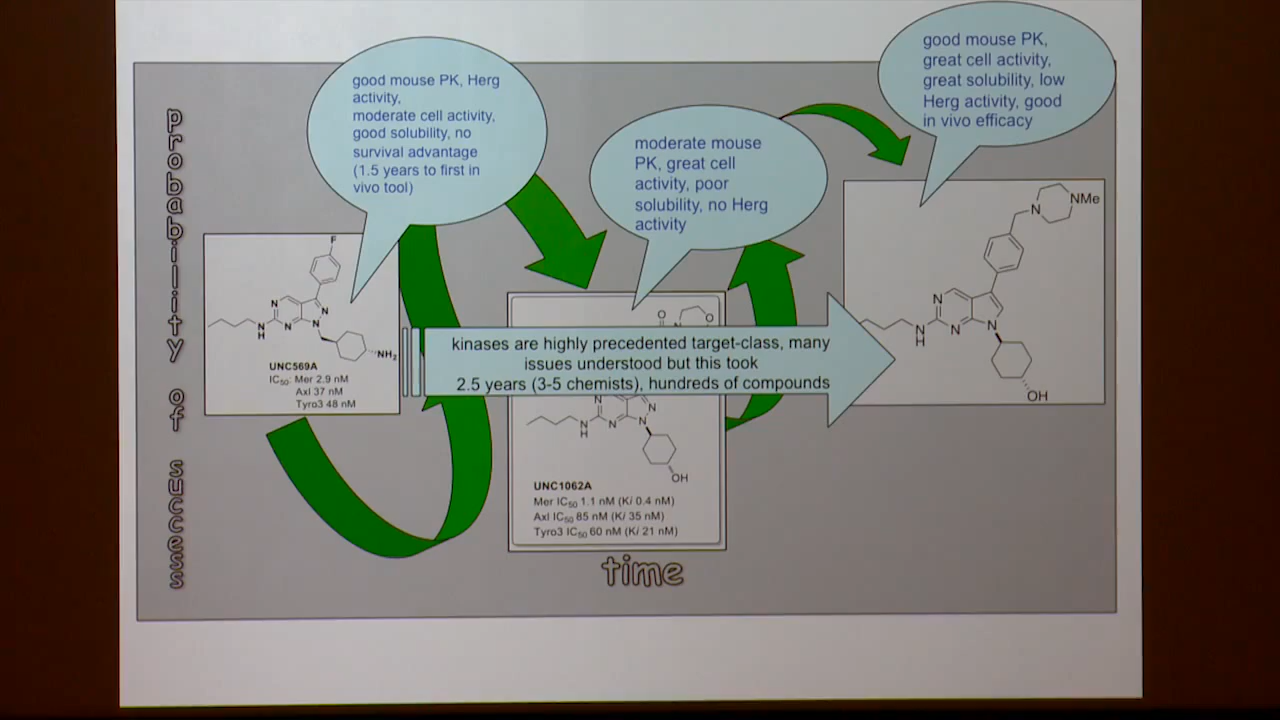 good mouse PK, Herg
activity,
moderate cell activity,
good solubility, no
survival advantage
(1.5 years to first in
vivo tool)
moderate mouse
PK, great cell
activity, poor
solubility, no Herg
activity
good mouse PK,
great cell activity,
great solubility, low
Herg activity, good
in vivo efficacy
probability of success
F
N
N
N
H
N
N
NH2
UNC569A
IC50: Mer 2.9 nM
Axl 37 nM
Tyro3 48 nM
kinases are highly precedented target-class, many
issues understood but this took
2.5 years (3-5 chemists), hundreds of compounds
O
N
O
N
N
N
H
N
N
OH
UNC1062A
Mer IC50 1.1 nM (Ki 0.4 nM)
Axl IC50 85 nM (Ki 35 nM)
Tyro3 IC50 60 nM (Ki 21 nM)
NMe
N
N
N
H
N
N
OH
time